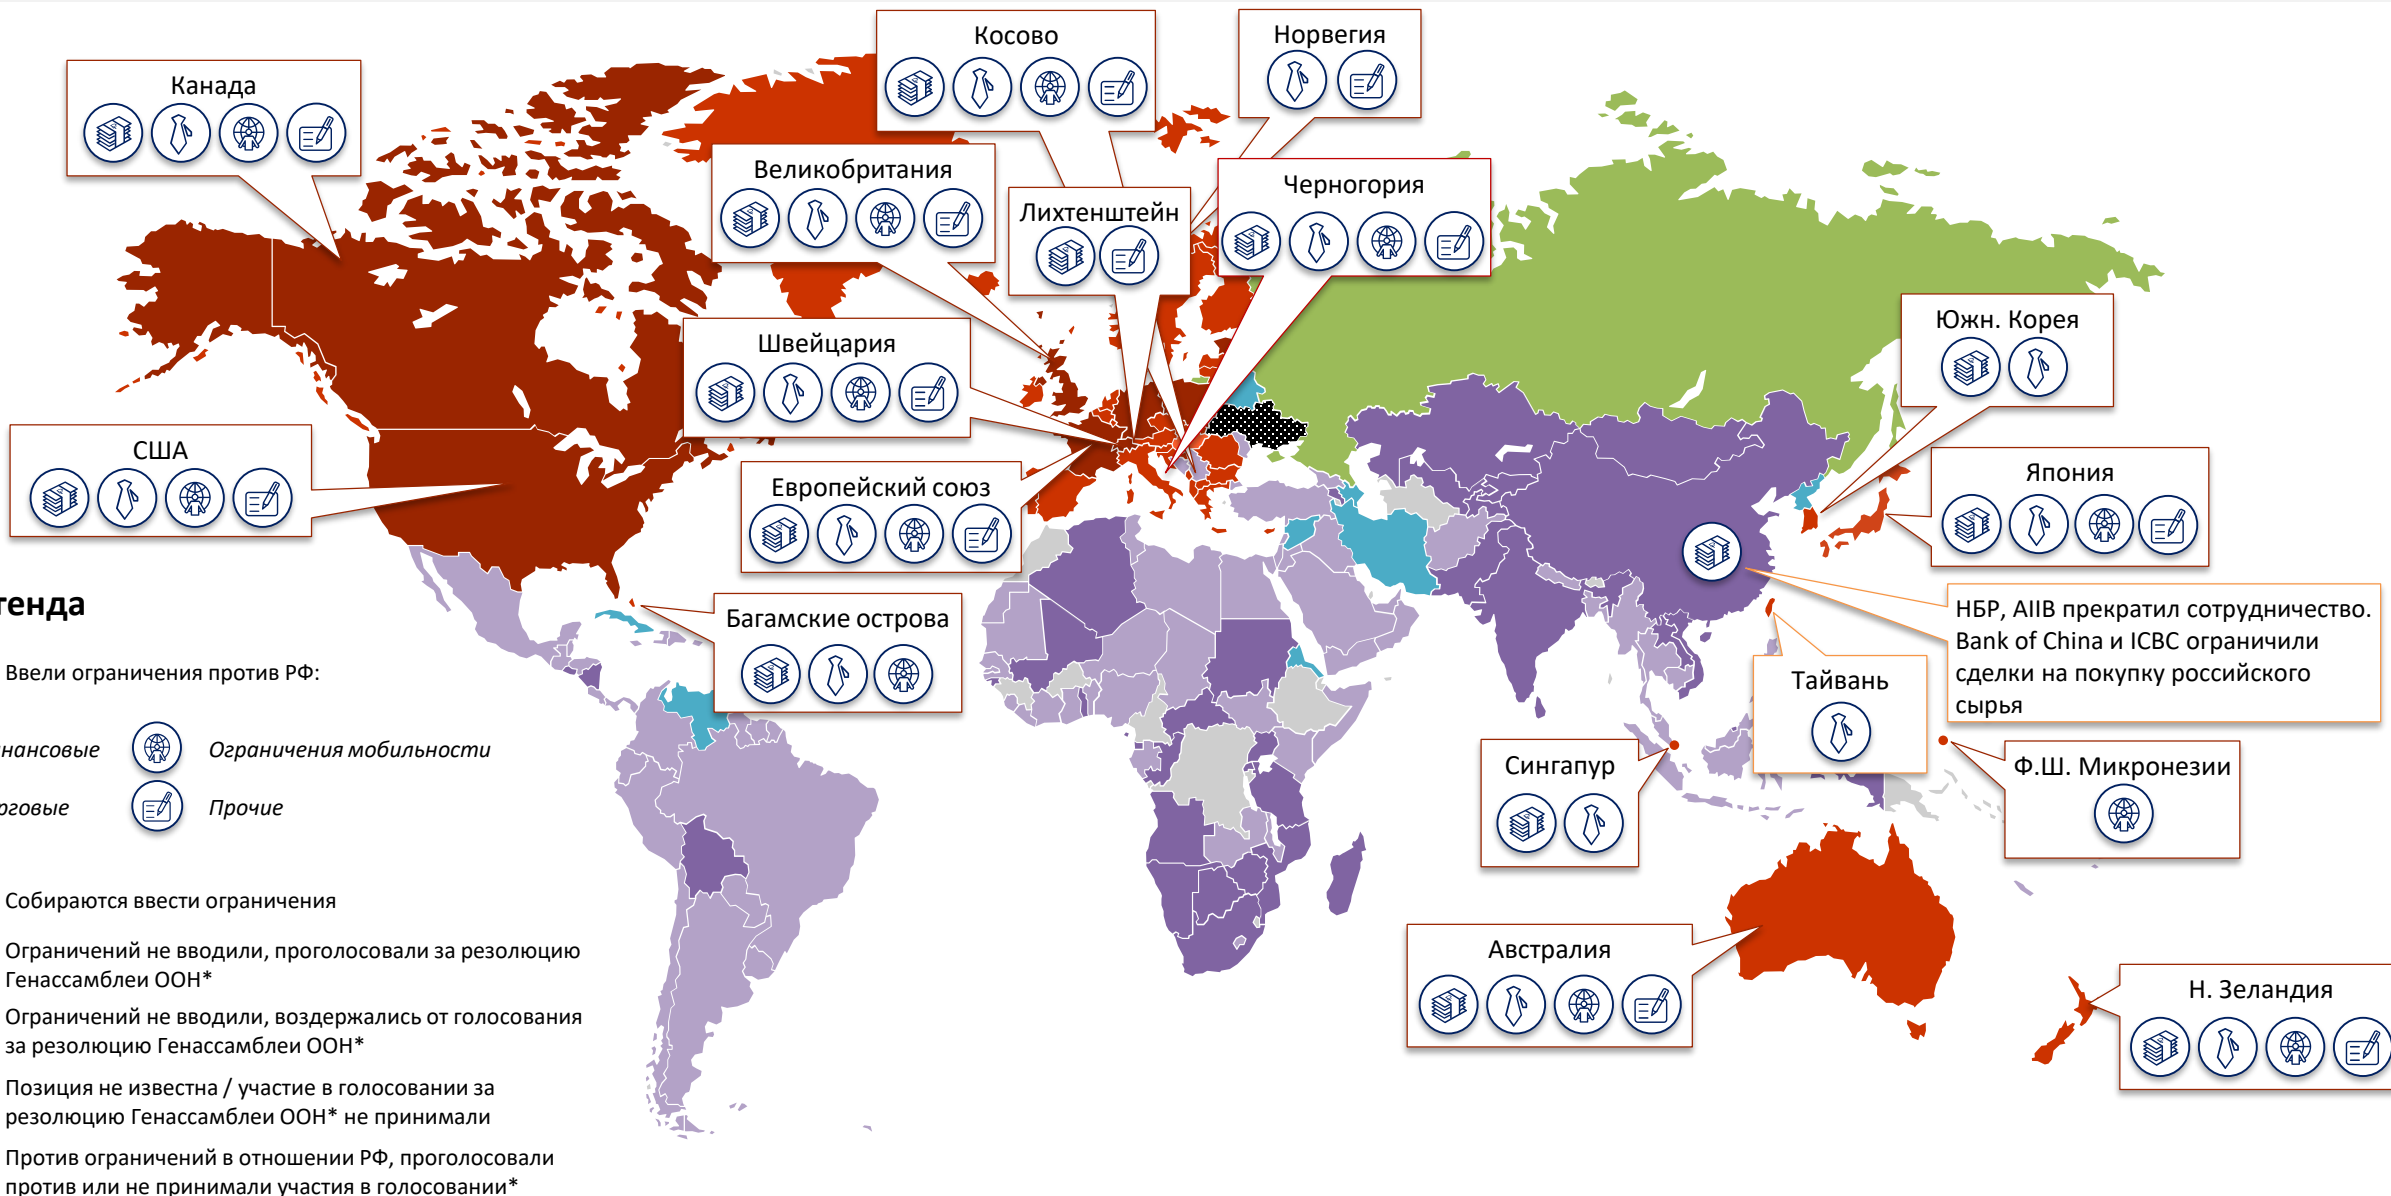 Косово
Норвегия
Канада
Великобритания
Черногория
Лихтенштейн
Южн. Корея
Швейцария
США
Япония
Европейский союз
НБР, AIIB прекратил сотрудничество.
Bank of China и ICBC ограничили
сделки на покупку российского
сырья
Багамские острова
Тайвань
Сингапур
Ф.Ш. Микронезии
Австралия
Н. Зеландия
генда
Ввели ограничения против РФ:
нансовые
Ограничения мобильности
рговые
Прочие
Собираются ввести ограничения
Ограничений не вводили, проголосовали за резолюцию
Генассамблеи ООН*
Ограничений не вводили, воздержались от голосования
за резолюцию Генассамблеи ООН*
Позиция не известна / участие в голосовании за
резолюцию Генассамблеи ООН* не принимали
Против ограничений в отношении РФ, проголосовали
против или не принимали участия в голосовании*